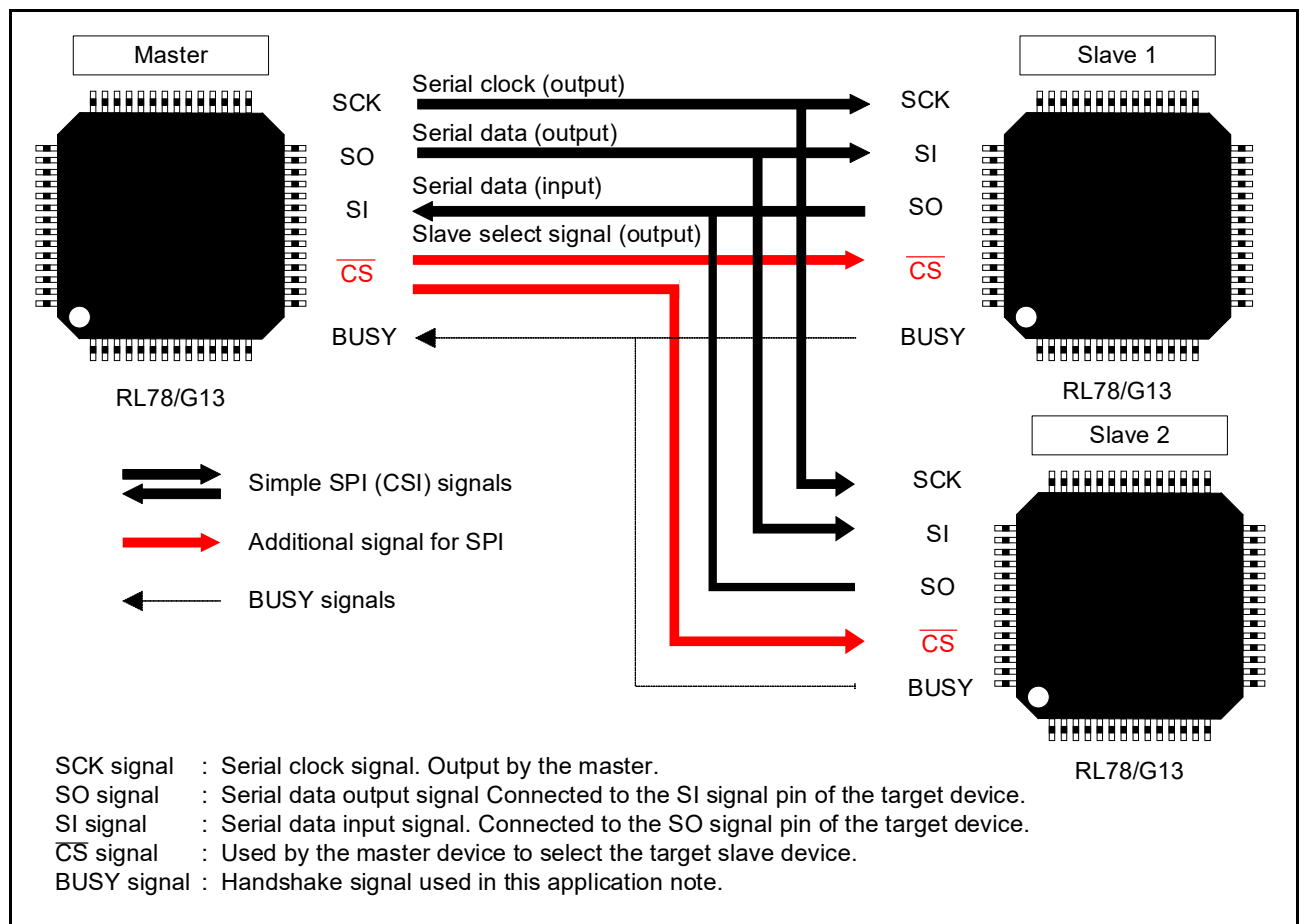 Master
Slave 1
SCK
Serial clock (output)
SCK
SO
Serial data (output)
SI
SI
Serial data (input)
SO
C̅S̅
Slave select signal (output)
C̅S̅
BUSY
BUSY
RL78/G13
RL78/G13
Slave 2
Simple SPI (CSI) signals
SCK
Additional signal for SPI
SI
BUSY signals
SO
C̅S̅
BUSY
RL78/G13
SCK signal : Serial clock signal. Output by the master.
SO signal : Serial data output signal Connected to the SI signal pin of the target device.
SI signal : Serial data input signal. Connected to the SO signal pin of the target device.
C̅S̅ signal : Used by the master device to select the target slave device.
BUSY signal : Handshake signal used in this application note.